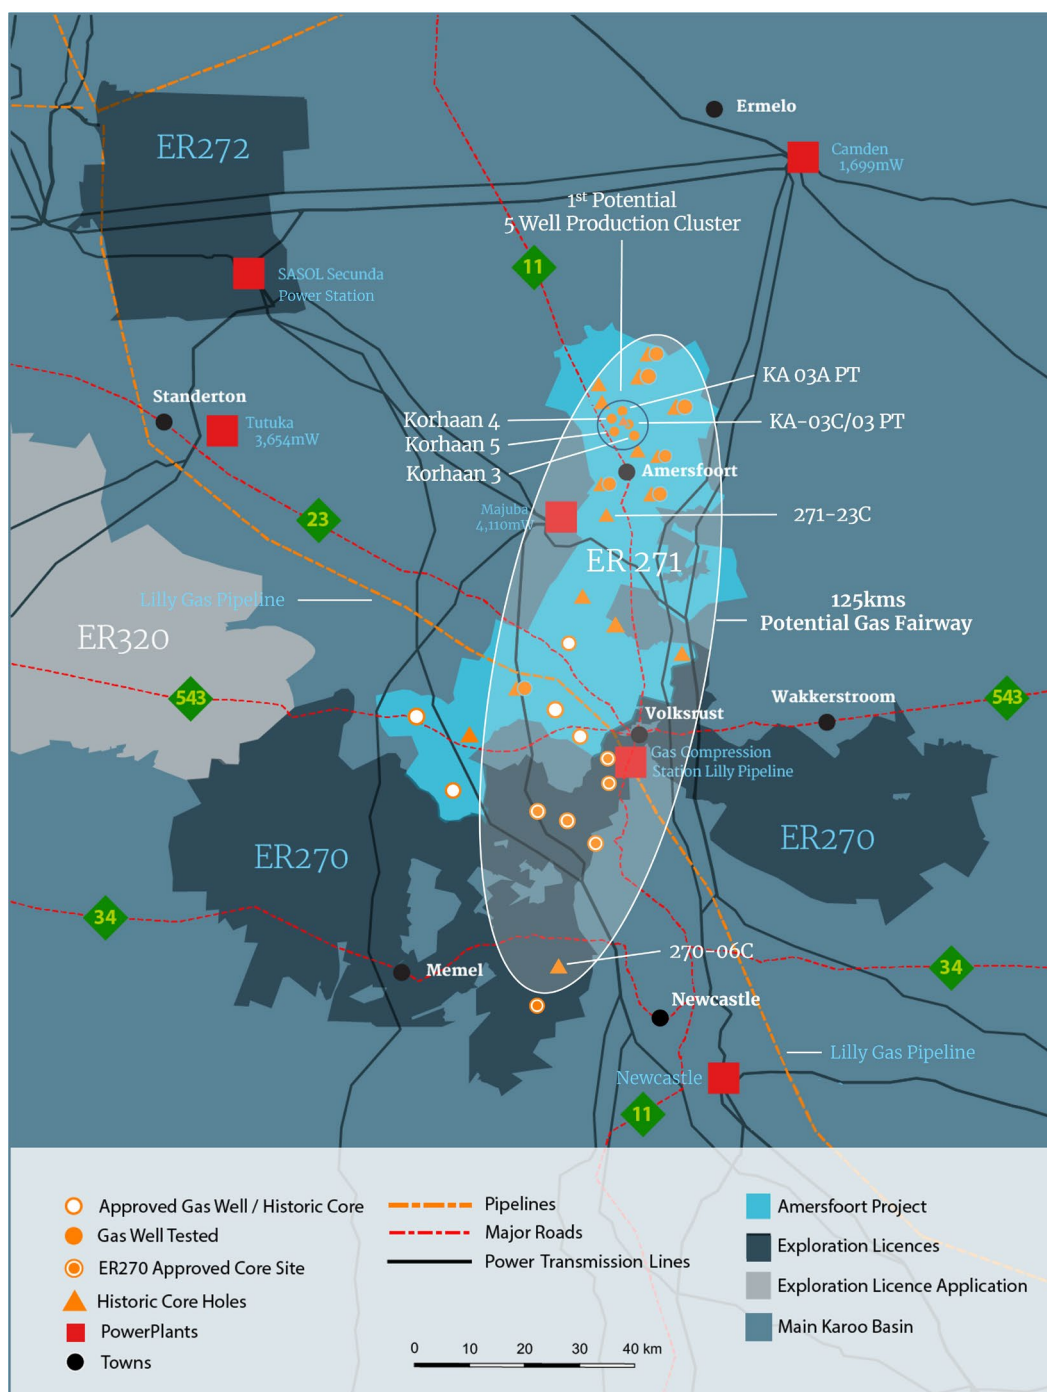 Ermelo
ER272
Camden
1,699mW
1st Potential
5 Well Production Cluster
11
SASOL Secunda
Power Station
KA 03A PT
Standerton
Korhaan 4
KA-03C/03 PT
Tutuka
3,654mW
Korhaan 5
Korhaan 3
Amersfoort
Majuba
4,110mW
271-23C
23
ER 271
Lilly Gas Pipeline
125kms
Potential Gas Fairway
ER320
543
Wakkerstroom
543
Volksrust
Gas Compression
Station Lilly Pipeline
ER270
ER270
34
270-06C
34
Memel
Newcastle
Lilly Gas Pipeline
Newcastle
11
Approved Gas Well / Historic Core
Gas Well Tested
ER270 Approved Core Site
Historic Core Holes
PowerPlants
Towns
Pipelines
Major Roads
Power Transmission Lines
0 10 20 30 40 km
Amersfoort Project
Exploration Licences
Exploration Licence Application
Main Karoo Basin